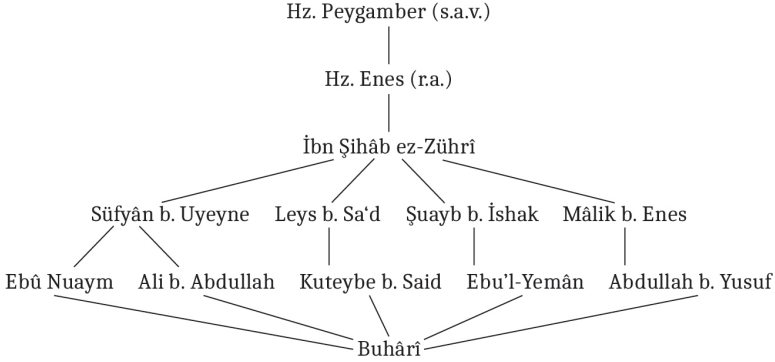 Hz. Peygamber (s.a.v.)
Hz. Enes (r.a.)
İbn Şihâb ez-Zührî
Süfyân b. Uyeyne Leys b. Sa‘d Şuayb b. İshak Mâlik b. Enes
Ebû Nuaym Ali b. Abdullah Kuteybe b. Said Ebu’l-Yemân Abdullah b. Yusuf
Buhârî